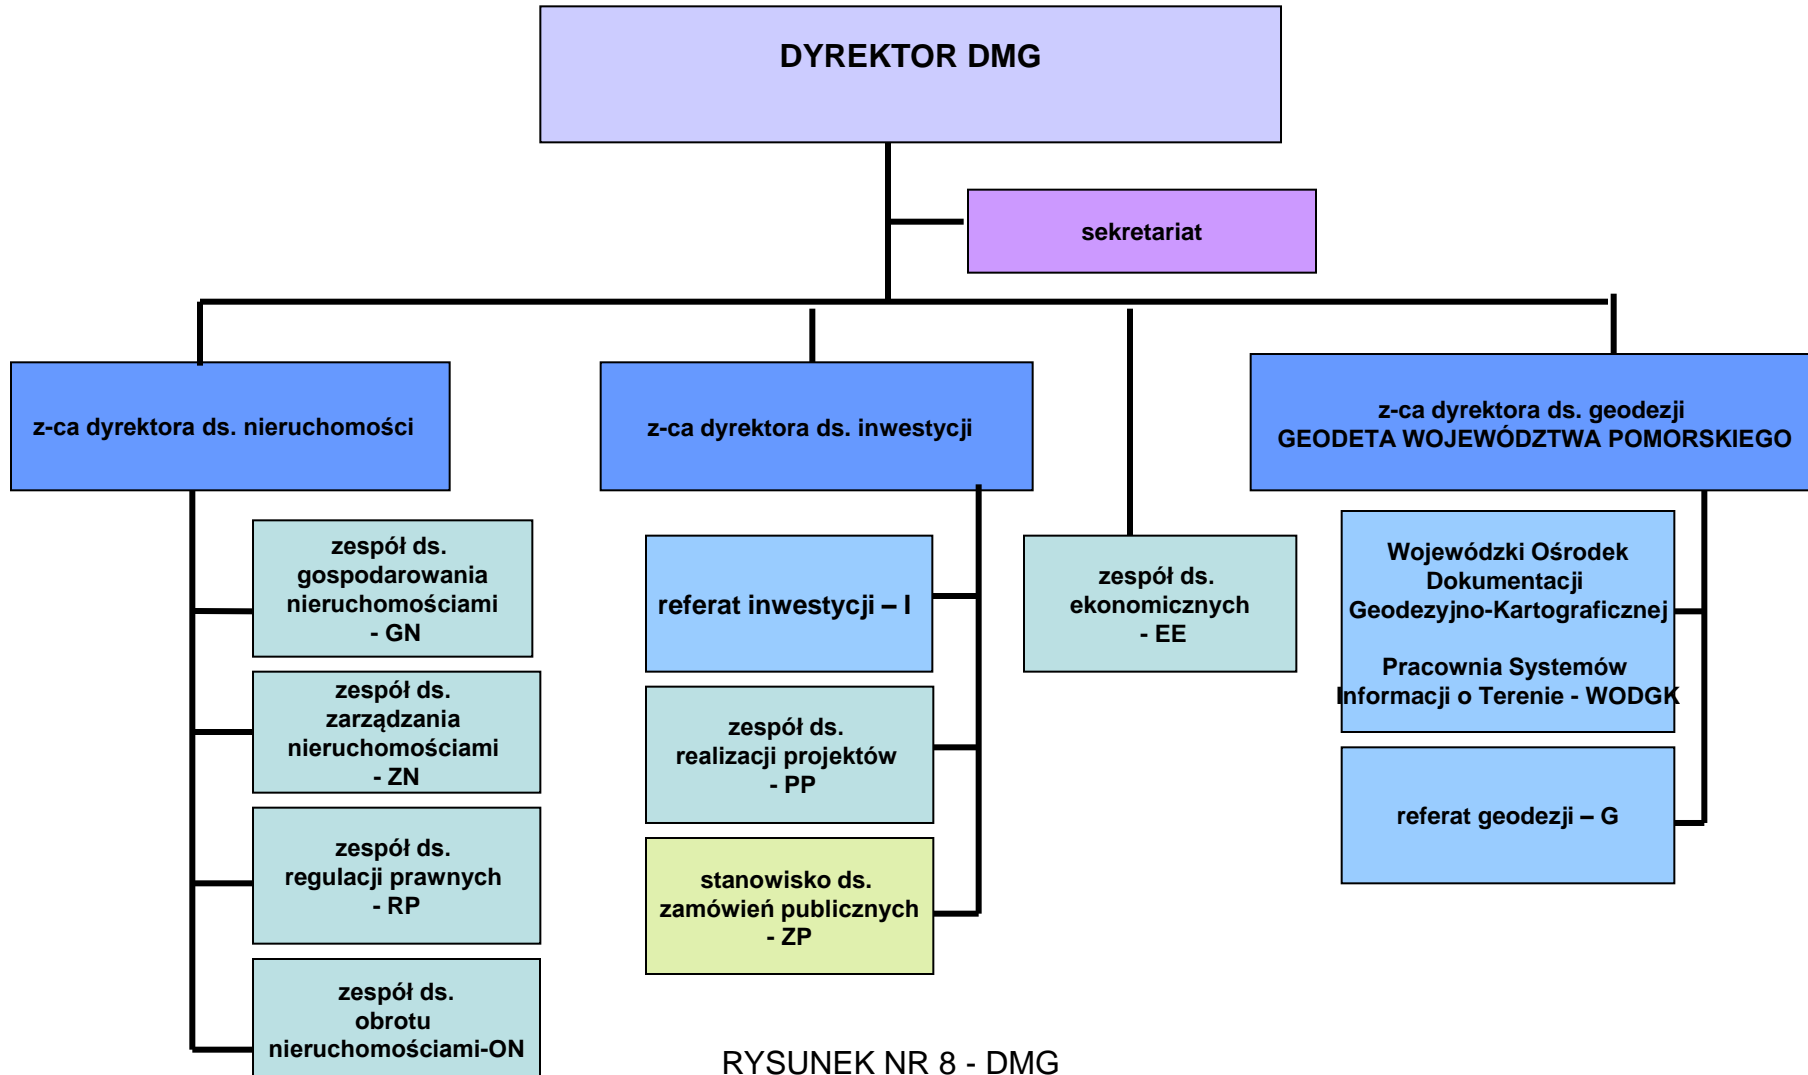 DYREKTOR DMG
sekretariat
z-ca dyrektora ds. nieruchomości
z-ca dyrektora ds. inwestycji
z-ca dyrektora ds. geodezji
GEODETA WOJEWÓDZTWA POMORSKIEGO
zespół ds.
gospodarowania
nieruchomościami
- GN
zespół ds.
zarządzania
nieruchomościami
- ZN
zespół ds.
regulacji prawnych
- RP
zespół ds.
obrotu
nieruchomościami-ON
referat inwestycji – I
zespół ds.
realizacji projektów
- PP
stanowisko ds.
zamówień publicznych
- ZP
zespół ds.
ekonomicznych
- EE
Wojewódzki Ośrodek
Dokumentacji
Geodezyjno-Kartograficznej
Pracownia Systemów
Informacji o Terenie - WODGK
referat geodezji – G
RYSUNEK NR 8 - DMG